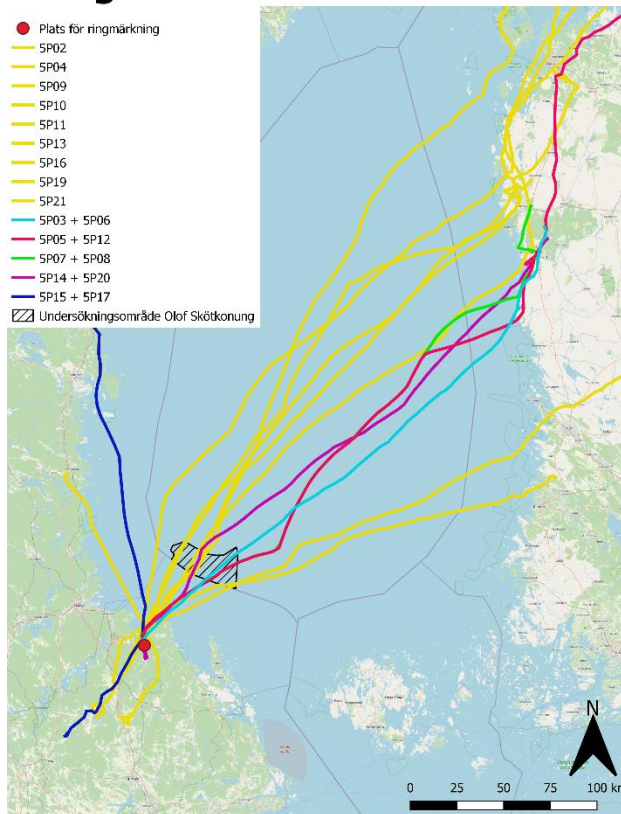 Plats för ringmärkning
5P02
5P04
5P09
5P10
5P11
5P13
5P16
5P19
5P21
5P03 + 5P06
5P05 + 5P12
5P07 + 5P08
5P14 + 5P20
5P15 + 5P17
Undersökningsområde Olof Skötkonung
N
0 25 50 75 100 km